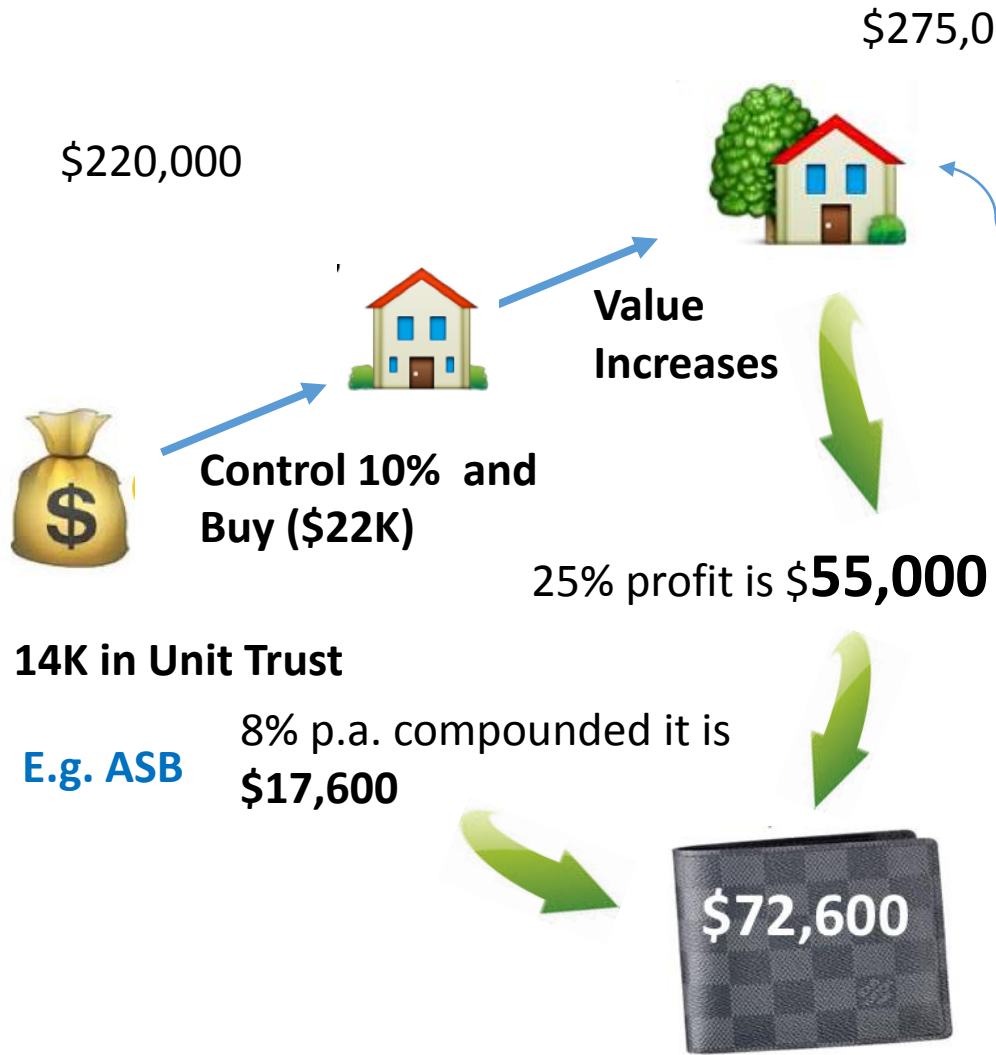 $275,0
$220,000
Value
Increases
Control 10% and
Buy ($22K)
25% profit is $55,000
14K in Unit Trust
8% p.a. compounded it is
E.g. ASB
$17,600
$72,600